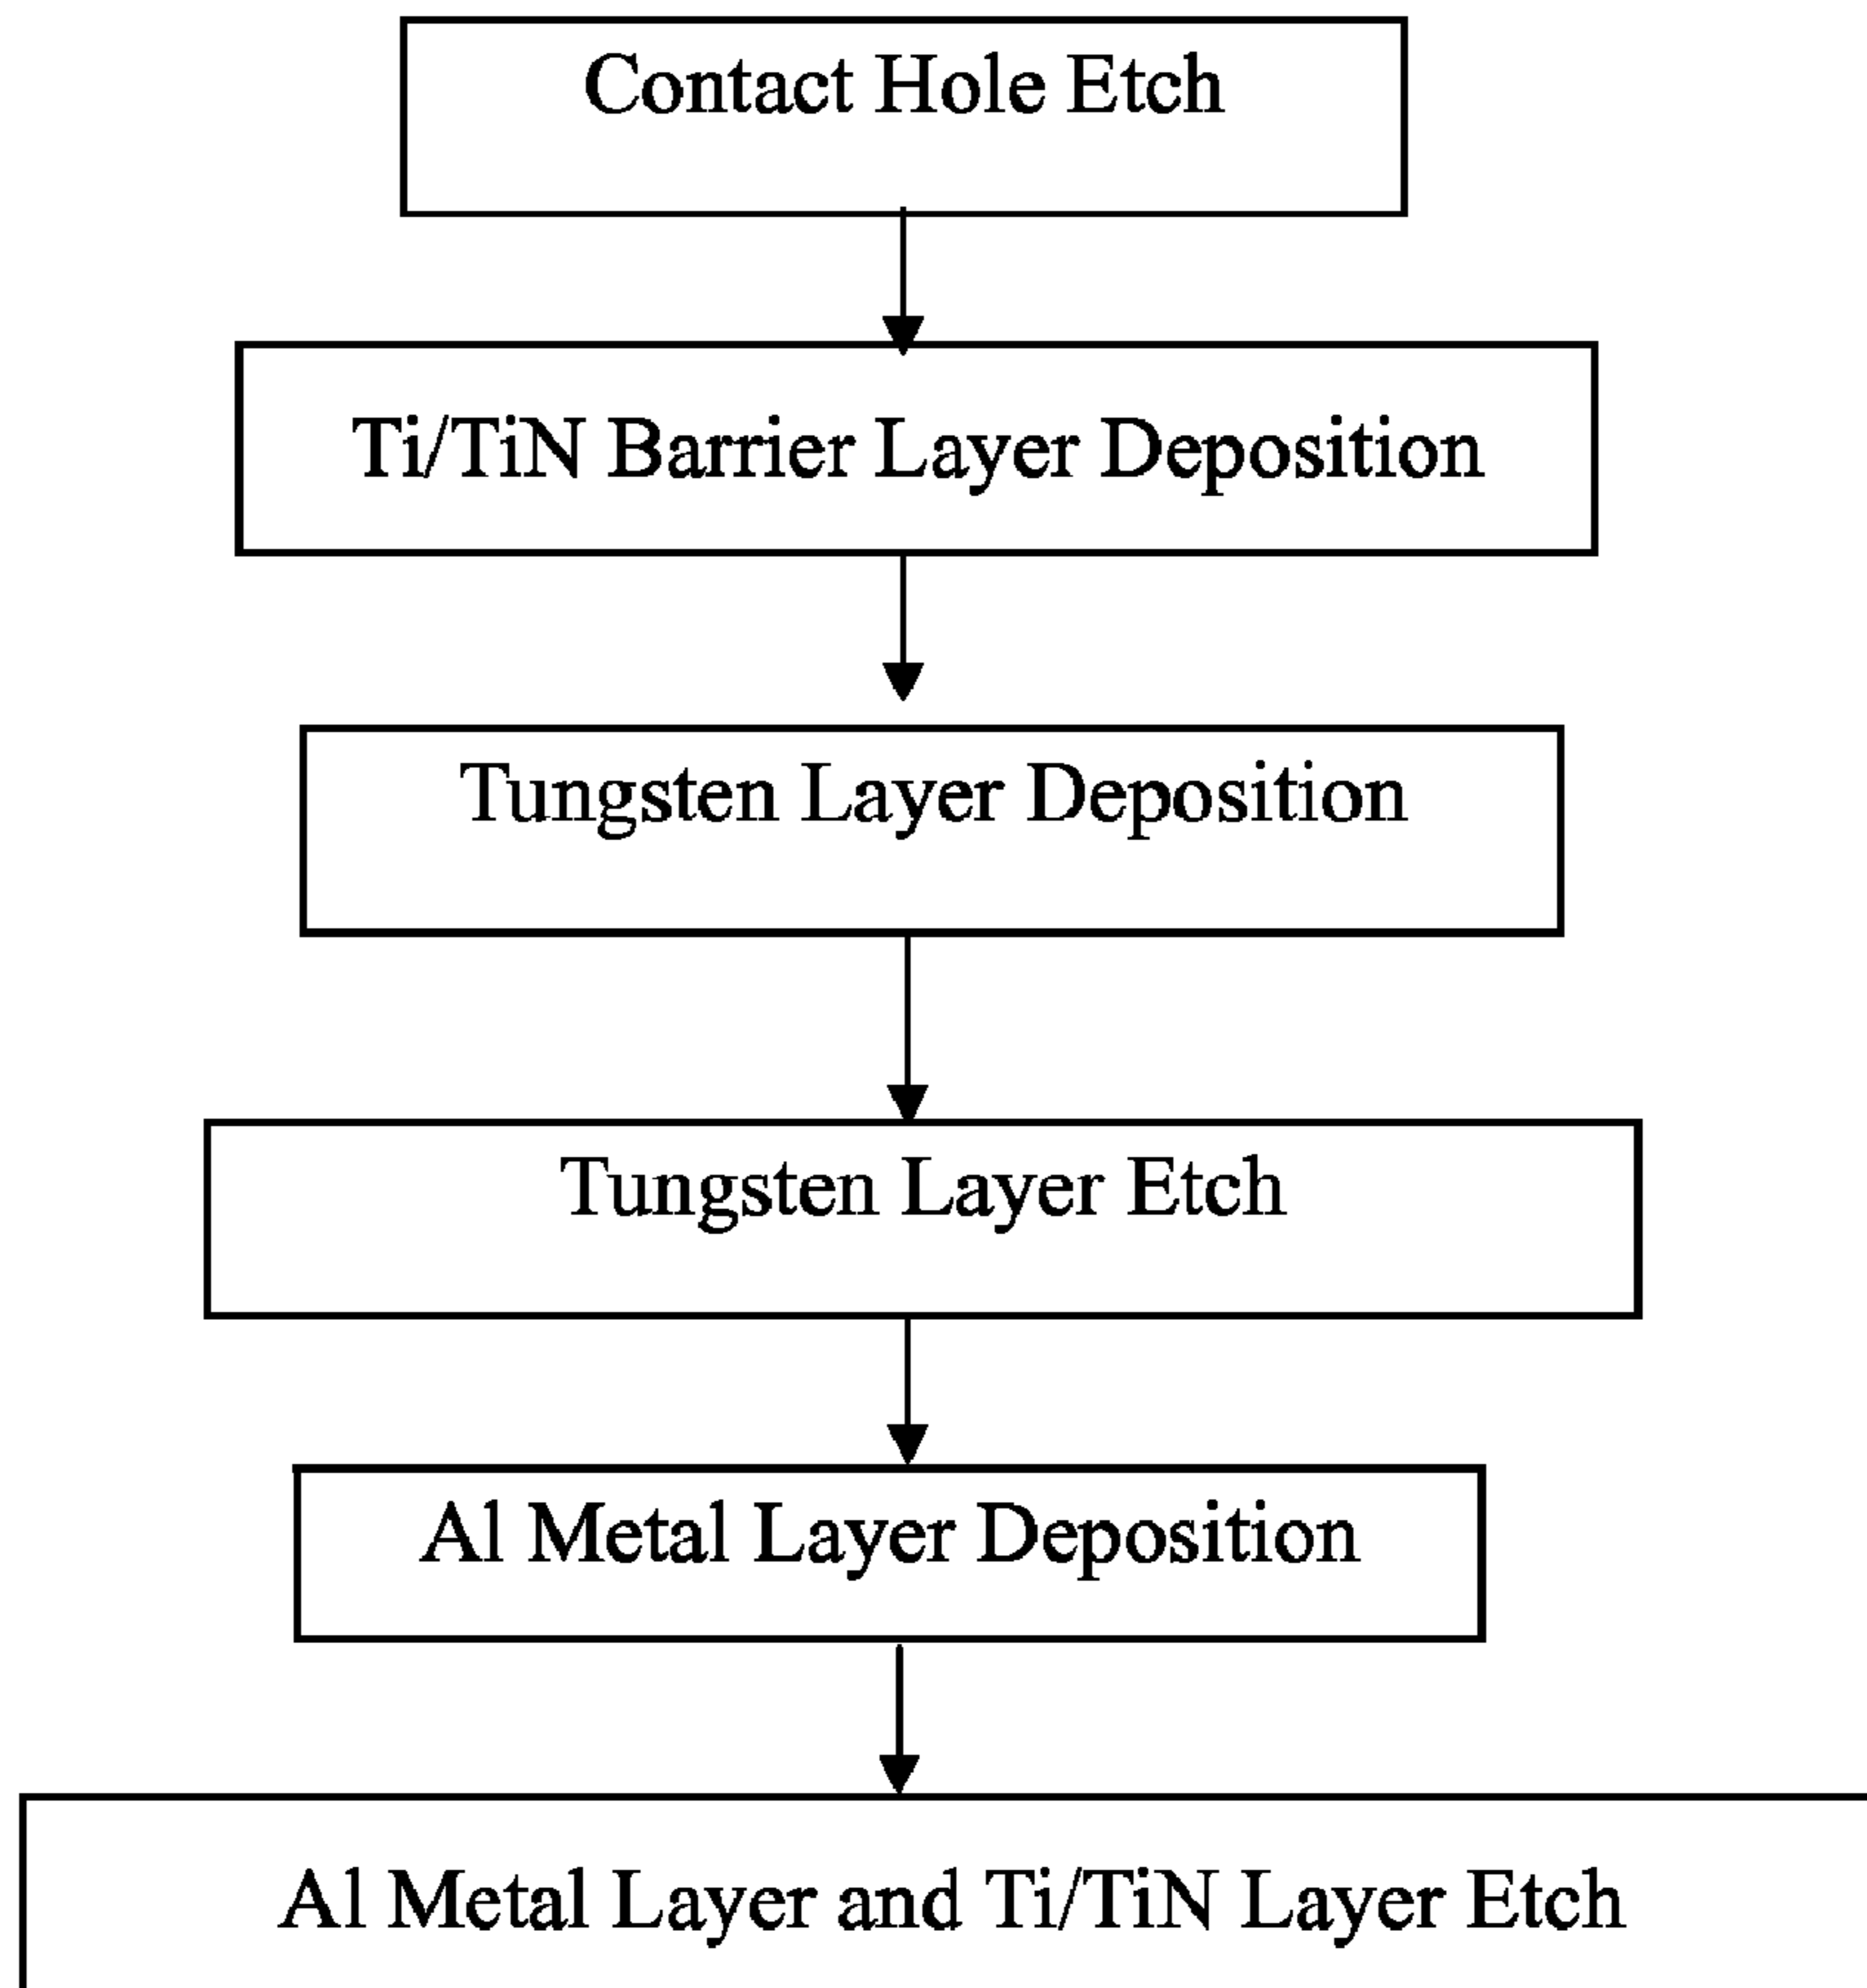 Contact Hole Etch
Ti/TiN Barrier Layer Deposition
Tungsten Layer Deposition
Tungsten Layer Etch
Al Metal Layer Deposition
Al Metal Layer and Ti/TiN Layer Etch